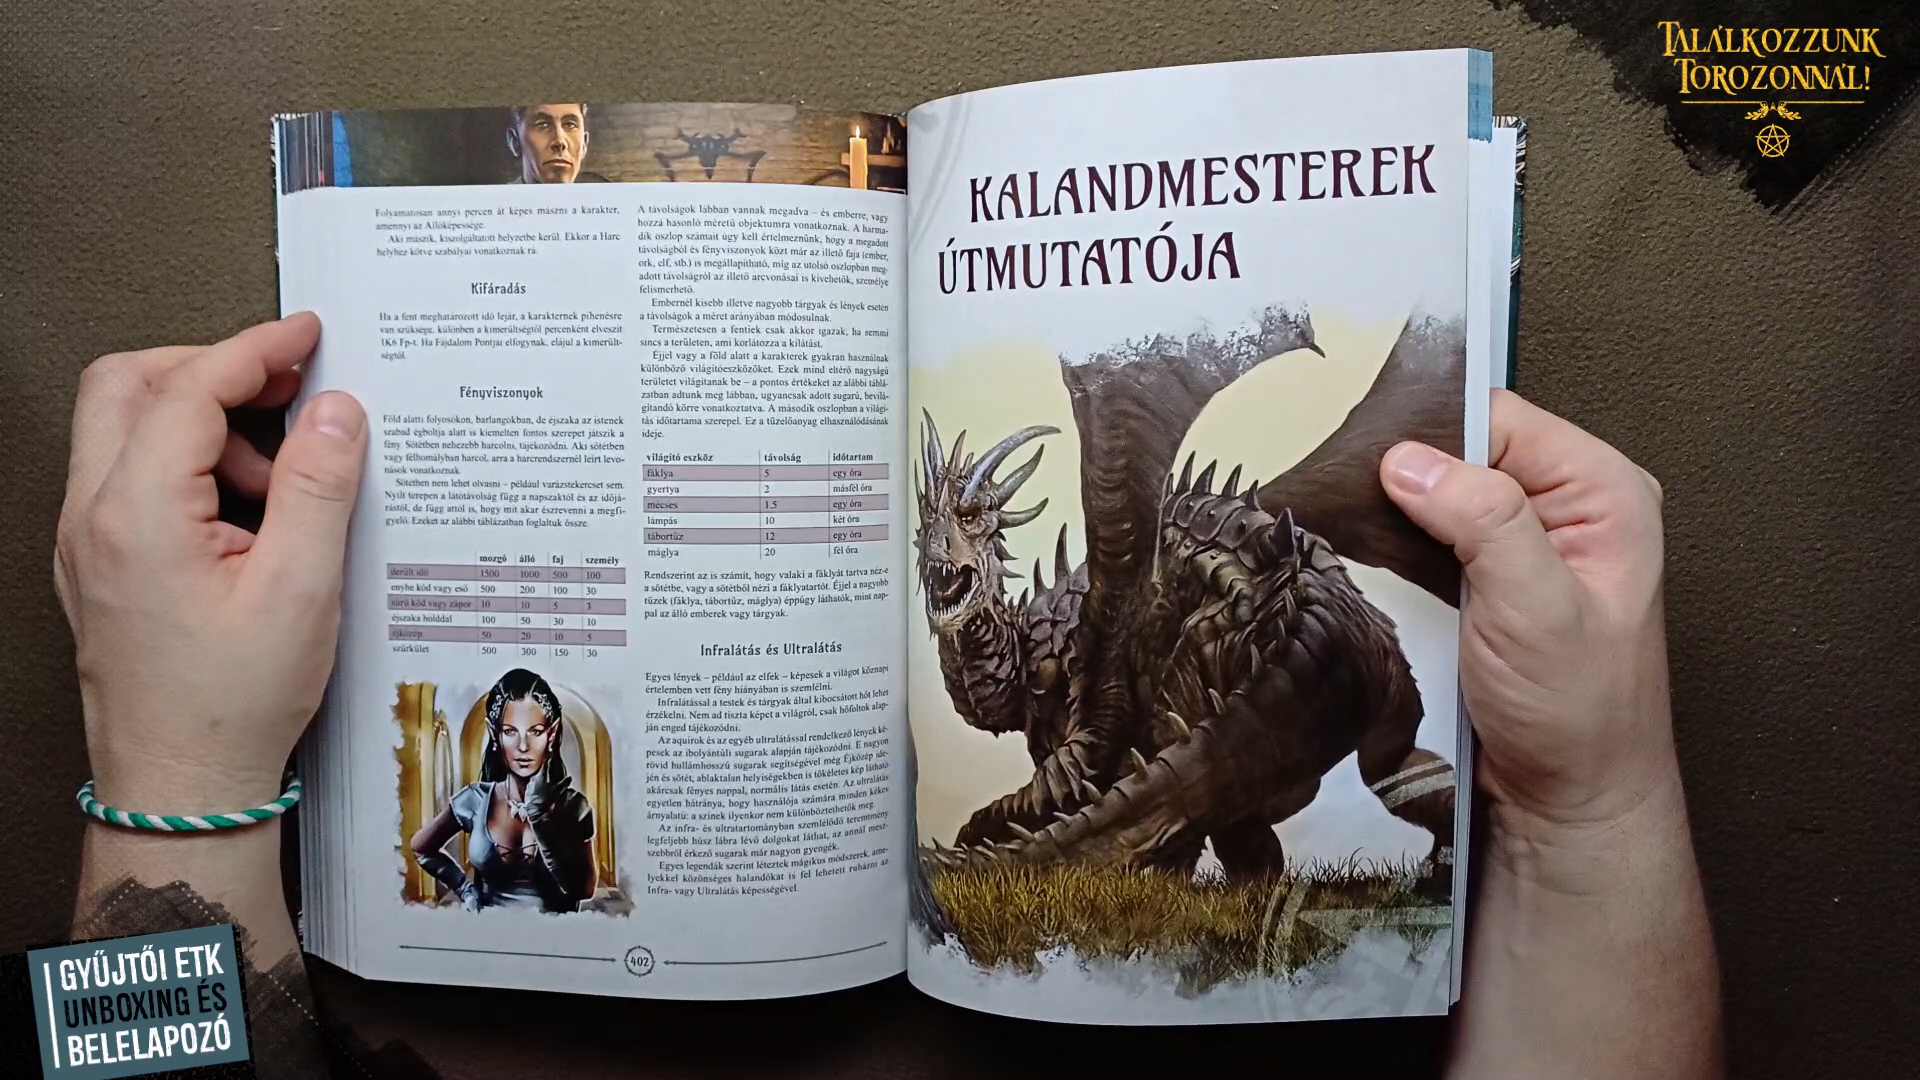 TALÁLKOZZUNK
TOROZONNÁL!
Folyamatosan annyi percen át képes mászni a karakter,
amennyi az Állóképessége.
Aki mászik, kiszolgáltatott helyzetbe kerül. Ekkor a Harc
helyhez kötve szabályai vonatkoznak rá.
Kifáradás
Ha a fent meghatározott idő lejár, a karakternek pihenésre
van szüksége, különben a kimerültségtől percenként elveszít
1K6 Fp-t. Ha Fájdalom Pontjai elfogynak, elájul a kimerült-
ségtől.
Fényviszonyok
Föld alatti folyosókon, barlangokban, de éjszaka az istenek
szabad égboltja alatt is kiemelten fontos szerepet játszik a
fény. Sötétben nehezebb harcolni, tájékozódni. Aki sötétben
vagy félhomályban harcol, arra a harcrendszernél leírt levo-
nások vonatkoznak.
Sötétben nem lehet olvasni – például varázstekercset sem.
Nyílt terepen a látótávolság függ a napszaktól és az időjá-
rástól, de függ attól is, hogy mit akar észrevenni a megfi-
gyelő. Ezeket az alábbi táblázatban foglaltuk össze.
mozgó álló faj személy
derült idő 1500 1000 500 100
enyhe köd vagy eső 500 200 100 30
sűrű köd vagy zápor 10 10 5 3
éjszaka holddal 100 50 30 10
éjközép 50 20 10 5
szürkület 500 300 150 30
A távolságok lábban vannak megadva – és emberre, vagy
hozzá hasonló méretű objektumra vonatkoznak. A harma-
dik oszlop számait úgy kell értelmeznünk, hogy a megadott
távolságból és fényviszonyok közt már az illető faja (ember,
ork, elf, stb.) is megállapítható, míg az utolsó oszlopban meg-
adott távolságról az illető arcvonásai is kivehetők, személye
felismerhető.
Embernél kisebb illetve nagyobb tárgyak és lények esetén
a távolságok a méret arányában módosulnak.
Természetesen a fentiek csak akkor igazak, ha semmi
sincs a területen, ami korlátozza a kilátást.
Éjjel vagy a föld alatt a karakterek gyakran használnak
különböző világítóeszközöket. Ezek mind eltérő nagyságú
területet világítanak be – a pontos értékeket az alábbi táblá-
zatban adtunk meg lábban, ugyancsak adott sugarú, bevilá-
gítandó körre vonatkoztatva. A második oszlopban a világí-
tás időtartama szerepel. Ez a tüzelőanyag elhasználódásának
ideje.
világító eszköz távolság időtartam
fáklya 5 egy óra
gyertya 2 másfél óra
mécses 1.5 egy óra
lámpás 10 két óra
tábortűz 12 egy óra
máglya 20 fél óra
Rendszerint az is számít, hogy valaki a fáklyát tartva néz-e
a sötétbe, vagy a sötétből nézi a fáklyatartót. Éjjel a nagyobb
tüzek (fáklya, tábortűz, máglya) éppúgy láthatók, mint nap-
pal az álló emberek vagy tárgyak.
Infralátás és Ultralátás
Egyes lények – például az elfek – képesek a világot köznapi
értelemben vett fény hiányában is szemlélni.
Infralátással a testek és tárgyak által kibocsátott hőt lehet
érzékelni. Nem ad tiszta képet a világról, csak hőfoltok alap-
ján enged tájékozódni.
Az aquirok és az egyéb ultralátással rendelkező lények ké-
pesek az ibolyántúli sugarak alapján tájékozódni. E nagyon
rövid hullámhosszú sugarak segítségével még Éjközép ide-
jén és sötét, ablaktalan helyiségekben is tökéletes kép látható
akárcsak fényes nappal, normális látás esetén. Az ultralátás
egyetlen hátránya, hogy használója számára minden kékes
árnyalatú: a színek ilyenkor nem különböztethetők meg.
Az infra- és ultratartományban szemlélődő teremtmény
legfeljebb húsz lábra lévő dolgokat láthat, az annál mesz-
szebbről érkező sugarak már nagyon gyengék.
Egyes legendák szerint léteztek mágikus módszerek, ame-
lyekkel közönséges halandókat is fel lehetett ruházni az
Infra- vagy Ultralátás képességével.
402
KALANDMESTEREK
ÚTMUTATÓJA
GYŰJTŐI ETK
UNBOXING ÉS
BELELAPOZÓ